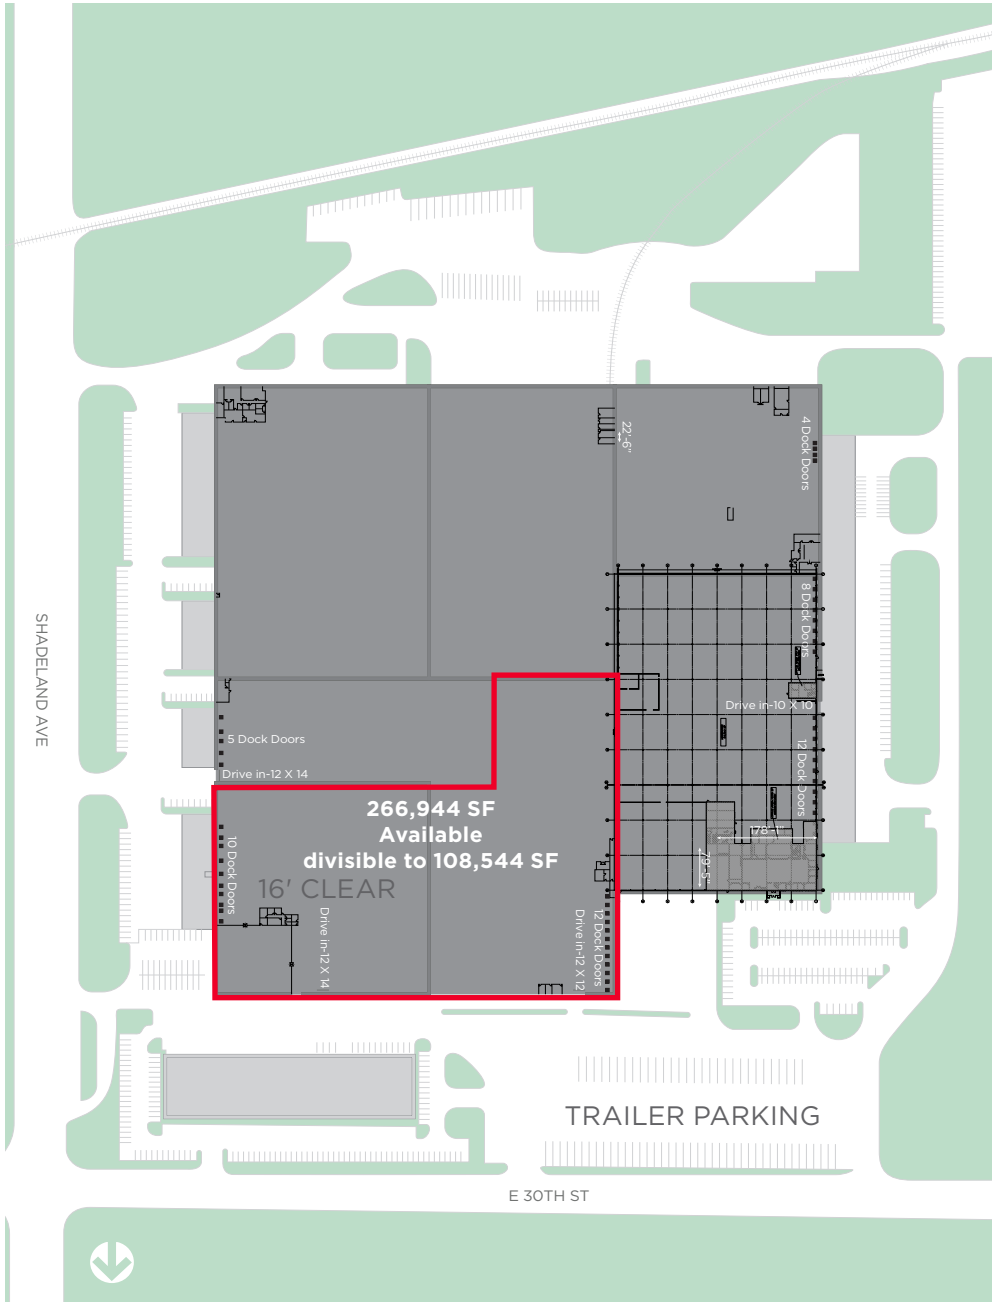 22'-6"
4 Dock Doors
8 Dock Doors
SHADELAND AVE
Drive in-10 X 10
5 Dock Doors
12 Dock Doors
Drive in-12 X 14
266,944 SF
Available
divisible to 108,544 SF
178'-1"
79'-5"
10 Dock Doors
16' CLEAR
Drive in-12 X 14
12 Dock Doors
Drive in-12 X 12
TRAILER PARKING
E 30TH ST